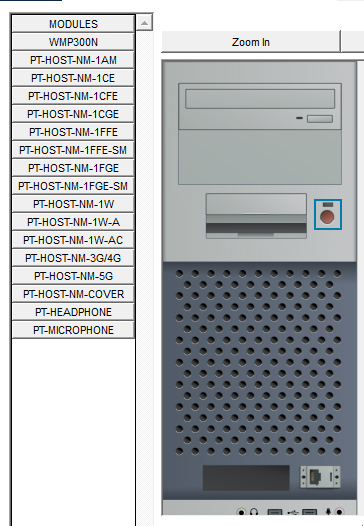 MODULES
WMP300N
PT-HOST-NM-1AM
PT-HOST-NM-1CE
PT-HOST-NM-1CFE
PT-HOST-NM-1CGE
PT-HOST-NM-1FFE
PT-HOST-NM-1FFE-SM
PT-HOST-NM-1FGE
PT-HOST-NM-1FGE-SM
PT-HOST-NM-1W
PT-HOST-NM-1W-A
PT-HOST-NM-1W-AC
PT-HOST-NM-3G/4G
PT-HOST-NM-5G
PT-HOST-NM-COVER
PT-HEADPHONE
PT-MICROPHONE
Zoom In